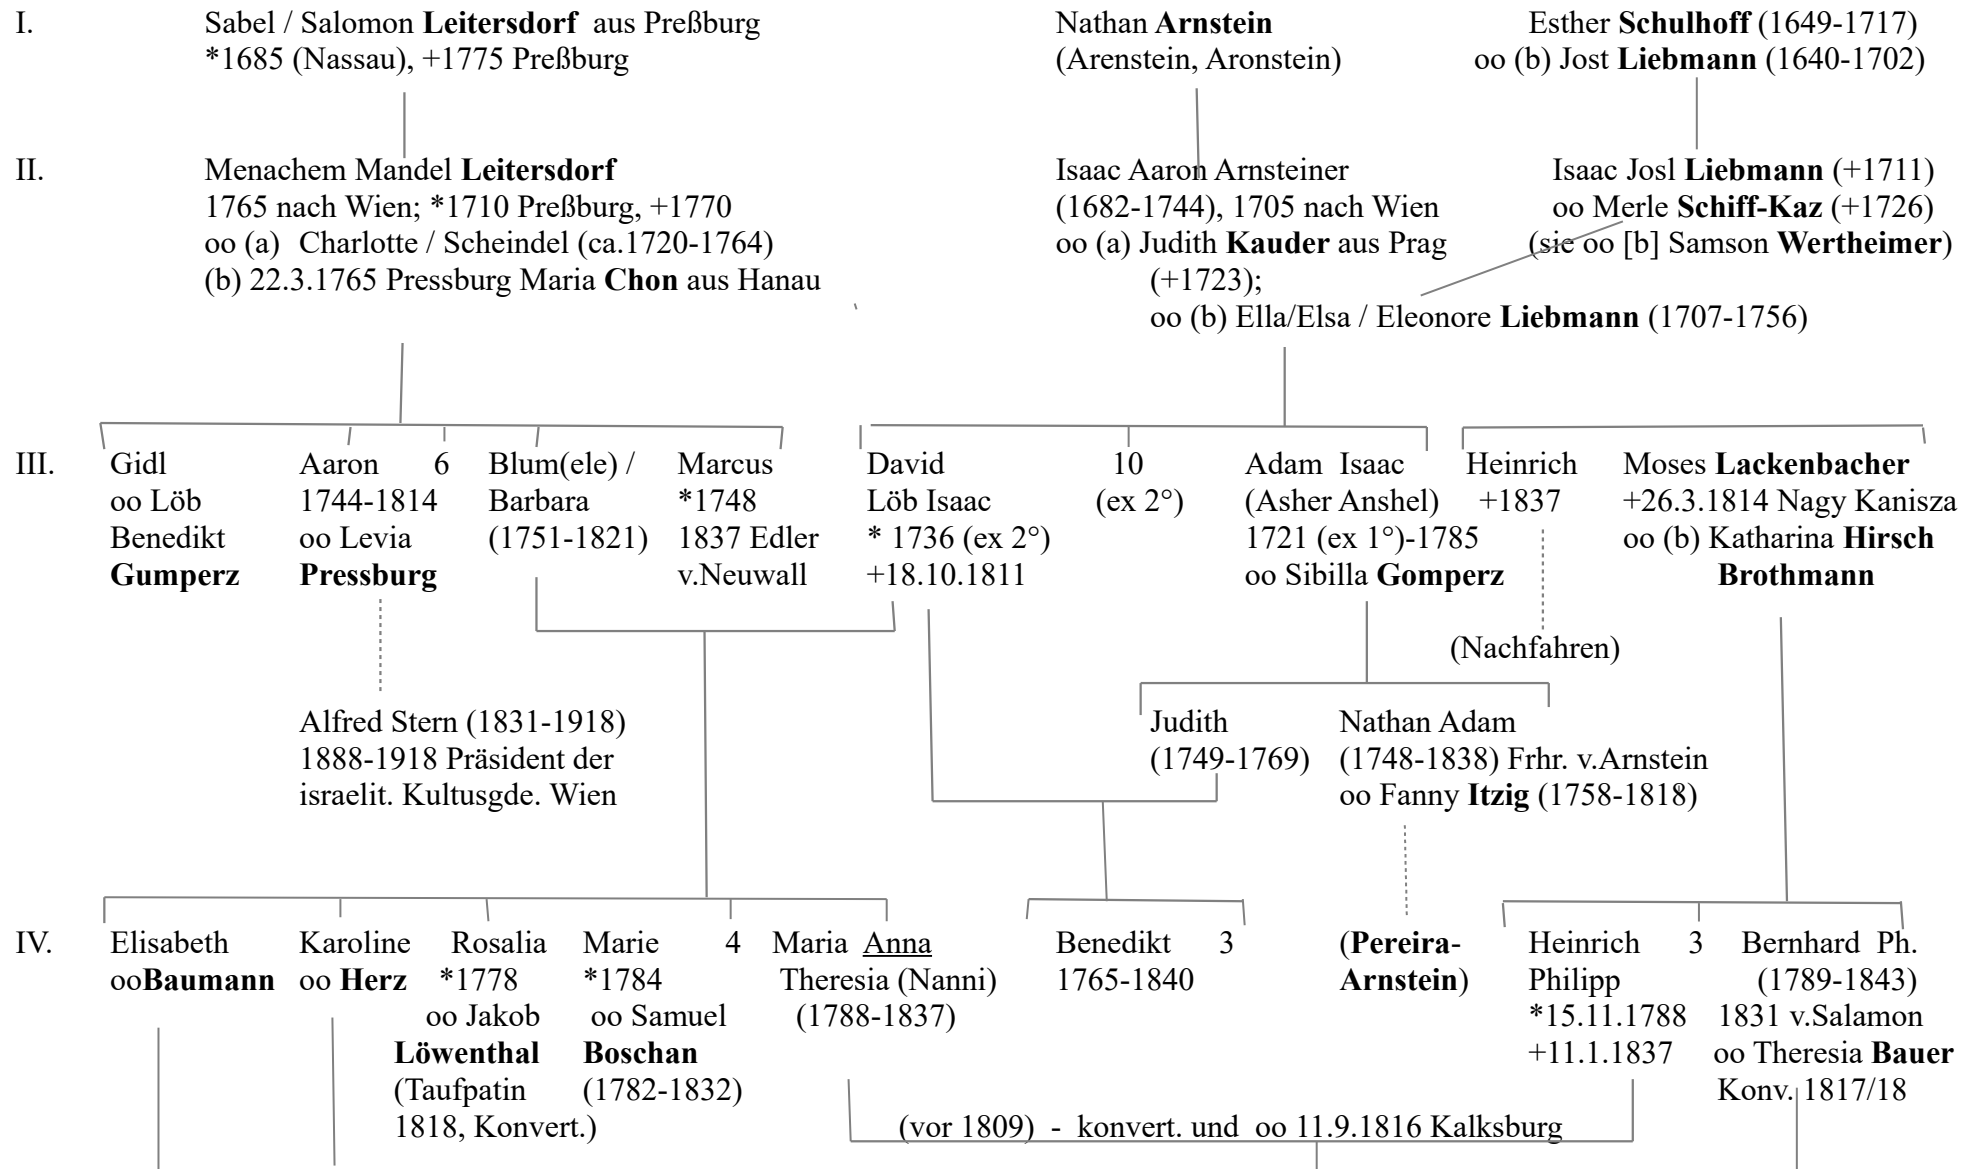 I.
Sabel / Salomon Leitersdorf aus Preßburg
*1685 (Nassau), +1775 Preßburg
Nathan Arnstein
(Arenstein, Aronstein)
Esther Schulhoff (1649-1717)
oo (b) Jost Liebmann (1640-1702)
II.
Menachem Mandel Leitersdorf
1765 nach Wien; *1710 Preßburg, +1770
oo (a) Charlotte / Scheindel (ca.1720-1764)
(b) 22.3.1765 Pressburg Maria Chon aus Hanau
Isaac Aaron Arnsteiner
(1682-1744), 1705 nach Wien
oo (a) Judith Kauder aus Prag
(+1723);
oo (b) Ella/Elsa / Eleonore Liebmann (1707-1756)
Isaac Josl Liebmann (+1711)
oo Merle Schiff-Kaz (+1726)
(sie oo [b] Samson Wertheimer)
III.
Gidl
oo Löb
Benedikt
Gumperz
Aaron
1744-1814
oo Levia
Pressburg
6
Blum(ele) /
Barbara
(1751-1821)
Marcus
*1748
1837 Edler
v.Neuwall
David
Löb Isaac
* 1736 (ex 2°)
+18.10.1811
10
(ex 2°)
Adam Isaac
(Asher Anshel)
1721 (ex 1°)-1785
oo Sibilla Gomperz
Heinrich
+1837
Moses Lackenbacher
+26.3.1814 Nagy Kanisza
oo (b) Katharina Hirsch
Brothmann
(Nachfahren)
Alfred Stern (1831-1918)
1888-1918 Präsident der
israelit. Kultusgde. Wien
Judith
(1749-1769)
Nathan Adam
(1748-1838) Frhr. v.Arnstein
oo Fanny Itzig (1758-1818)
IV.
Elisabeth
ooBaumann
Karoline
oo Herz
Rosalia
*1778
oo Jakob
Löwenthal
(Taufpatin
1818, Konvert.)
Marie
*1784
oo Samuel
Boschan
(1782-1832)
4
Maria Anna
Theresia (Nanni)
(1788-1837)
Benedikt
1765-1840
3
(Pereira-
Arnstein)
Heinrich
Philipp
*15.11.1788
+11.1.1837
3
Bernhard Ph.
(1789-1843)
1831 v.Salamon
oo Theresia Bauer
Konv. 1817/18
(vor 1809) - konvert. und oo 11.9.1816 Kalksburg